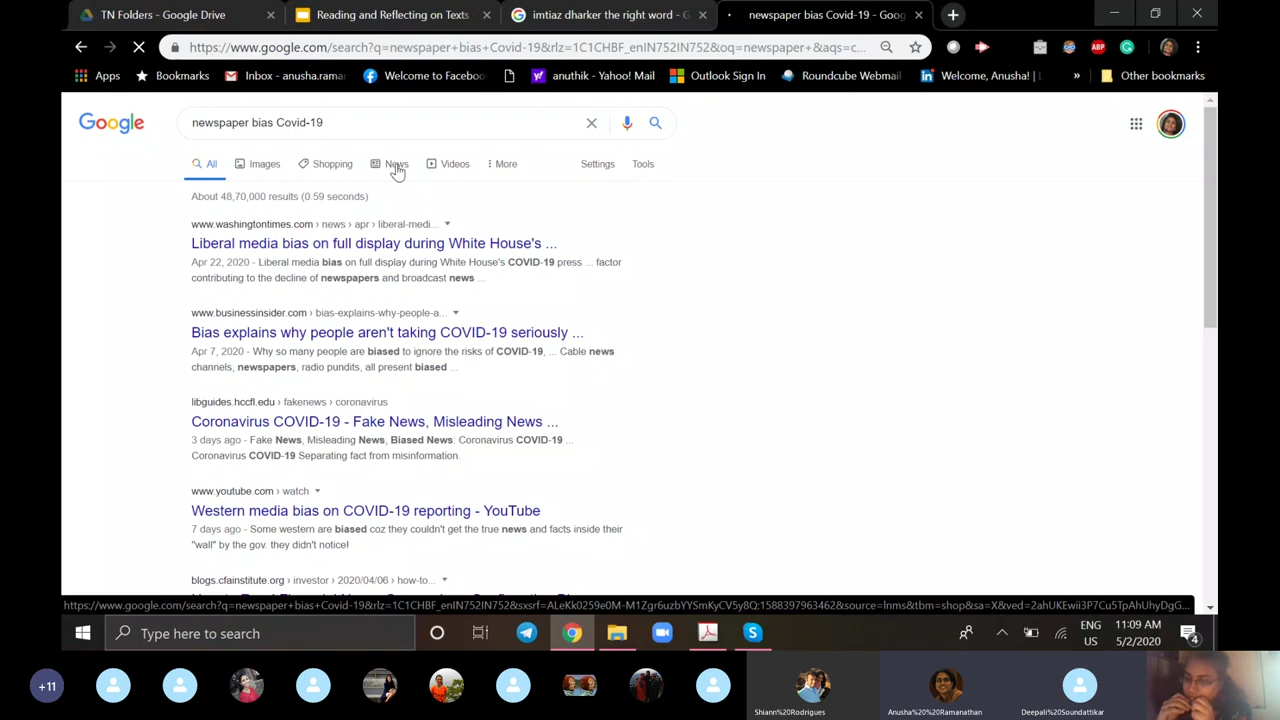 TN Folders - Google Drive
Reading and Reflecting on Texts
imtiaz dharker the right word - G
newspaper bias Covid-19 - Goog
https://www.google.com/search?q=newspaper+bias+Covid-19&rlz=1C1CHBF_enIN752IN752&oq=newspaper+&aqs=c...
ABP
Apps
Bookmarks
Inbox - anusha.ramar
Welcome to Faceboo
anuthik - Yahoo! Mail
Outlook Sign In
Roundcube Webmail
Welcome, Anusha! |
»
Other bookmarks
Google
newspaper bias Covid-19
All Images Shopping News Videos More Settings Tools
About 48,70,000 results (0.59 seconds)
www.washingtontimes.com › news › apr › liberal-medi...
Liberal media bias on full display during White House's ...
Apr 22, 2020 - Liberal media bias on full display during White House's COVID-19 press ... factor
contributing to the decline of newspapers and broadcast news ...
www.businessinsider.com › bias-explains-why-people-a...
Bias explains why people aren't taking COVID-19 seriously ...
Apr 7, 2020 - Why so many people are biased to ignore the risks of COVID-19, ... Cable news
channels, newspapers, radio pundits, all present biased ...
libguides.hccfl.edu › fakenews › coronavirus
Coronavirus COVID-19 - Fake News, Misleading News ...
3 days ago - Fake News, Misleading News, Biased News: Coronavirus COVID-19 ...
Coronavirus COVID-19 Separating fact from misinformation.
www.youtube.com › watch
Western media bias on COVID-19 reporting - YouTube
7 days ago - Some western are biased coz they couldn't get the true news and facts inside their
"wall" by the gov. they didn't notice!
blogs.cfainstitute.org › investor › 2020/04/06 › how-to...
Type here to search
ENG
US
11:09 AM
5/2/2020
4
+11
Shiann%20Rodrigues
Anusha%20%20Ramanathan
Deepali%20Soundattikar